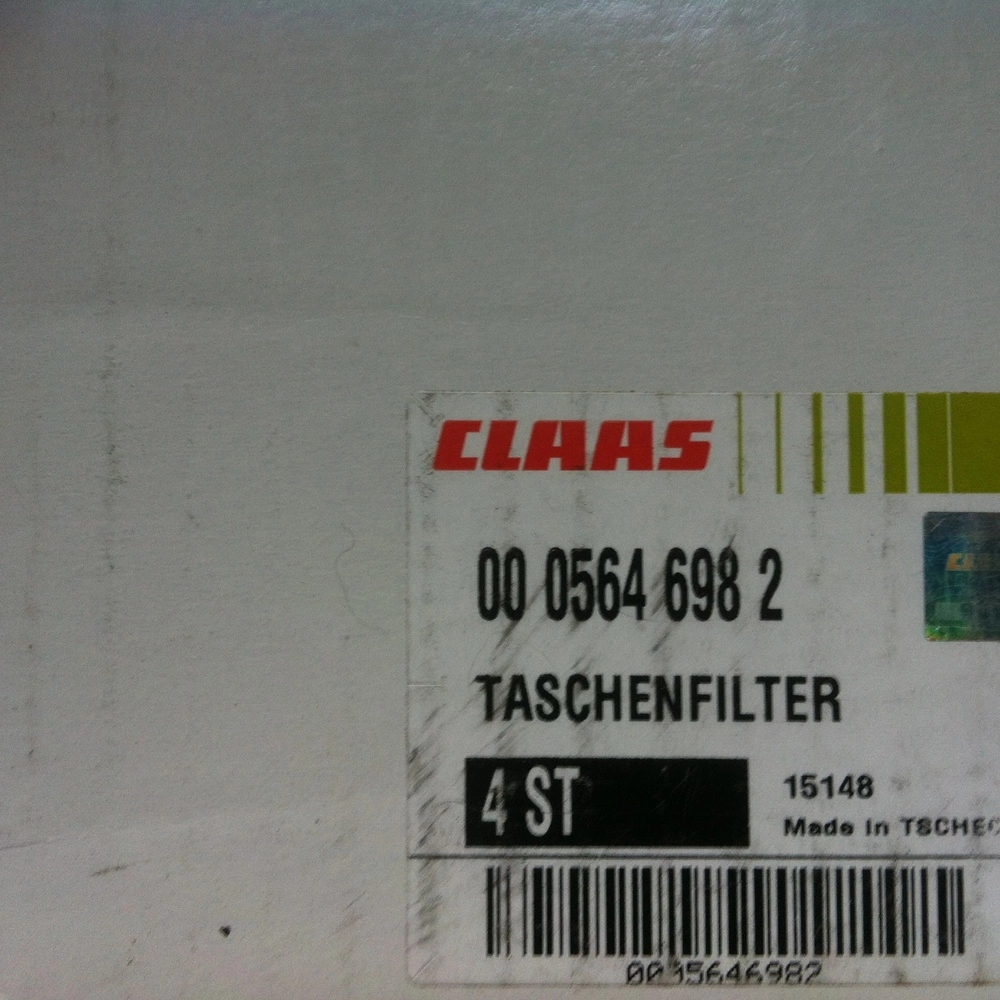 CLAAS
00 0564 698 2
TASCHENFILTER
4 ST
15148
Made in TSCHEC
0005646982